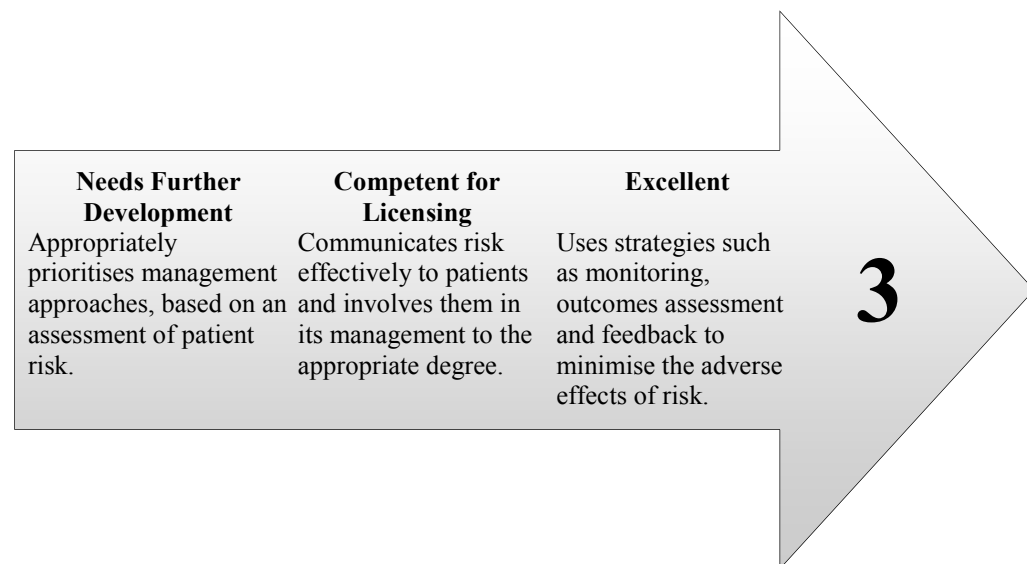 Needs Further
Development
Appropriately
prioritises management
approaches, based on an
assessment of patient
risk.
Competent for
Licensing
Communicates risk
effectively to patients
and involves them in
its management to the
appropriate degree.
Excellent
Uses strategies such
as monitoring,
outcomes assessment
and feedback to
minimise the adverse
effects of risk.
3